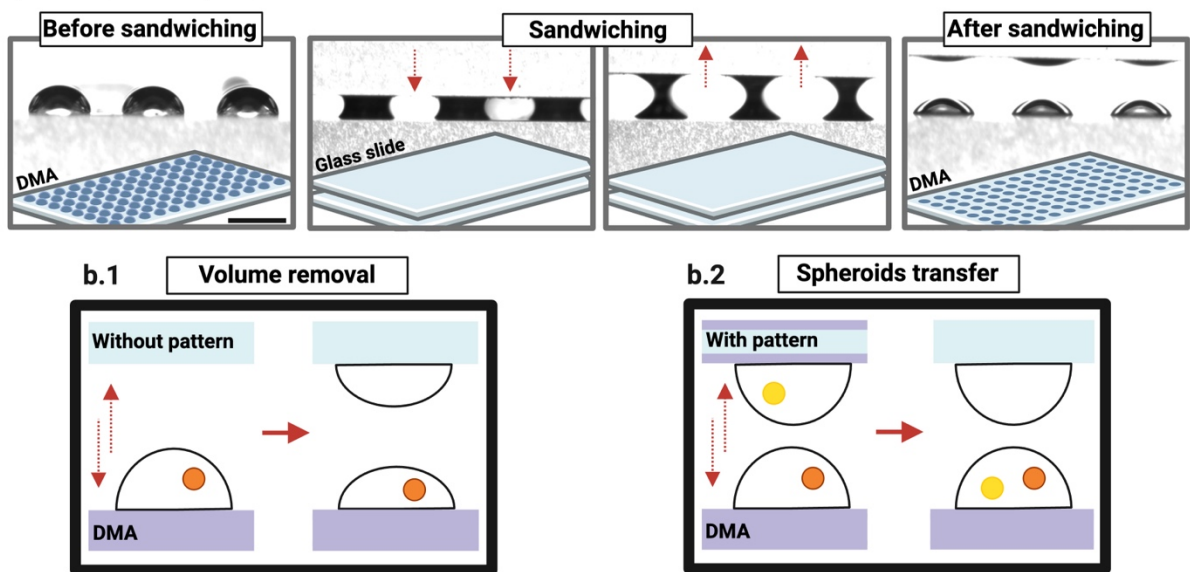 Before sandwiching
Sandwiching
After sandwiching
DMA
Glass slide
DMA
b.1
Volume removal
b.2
Spheroids transfer
Without pattern
DMA
With pattern
DMA